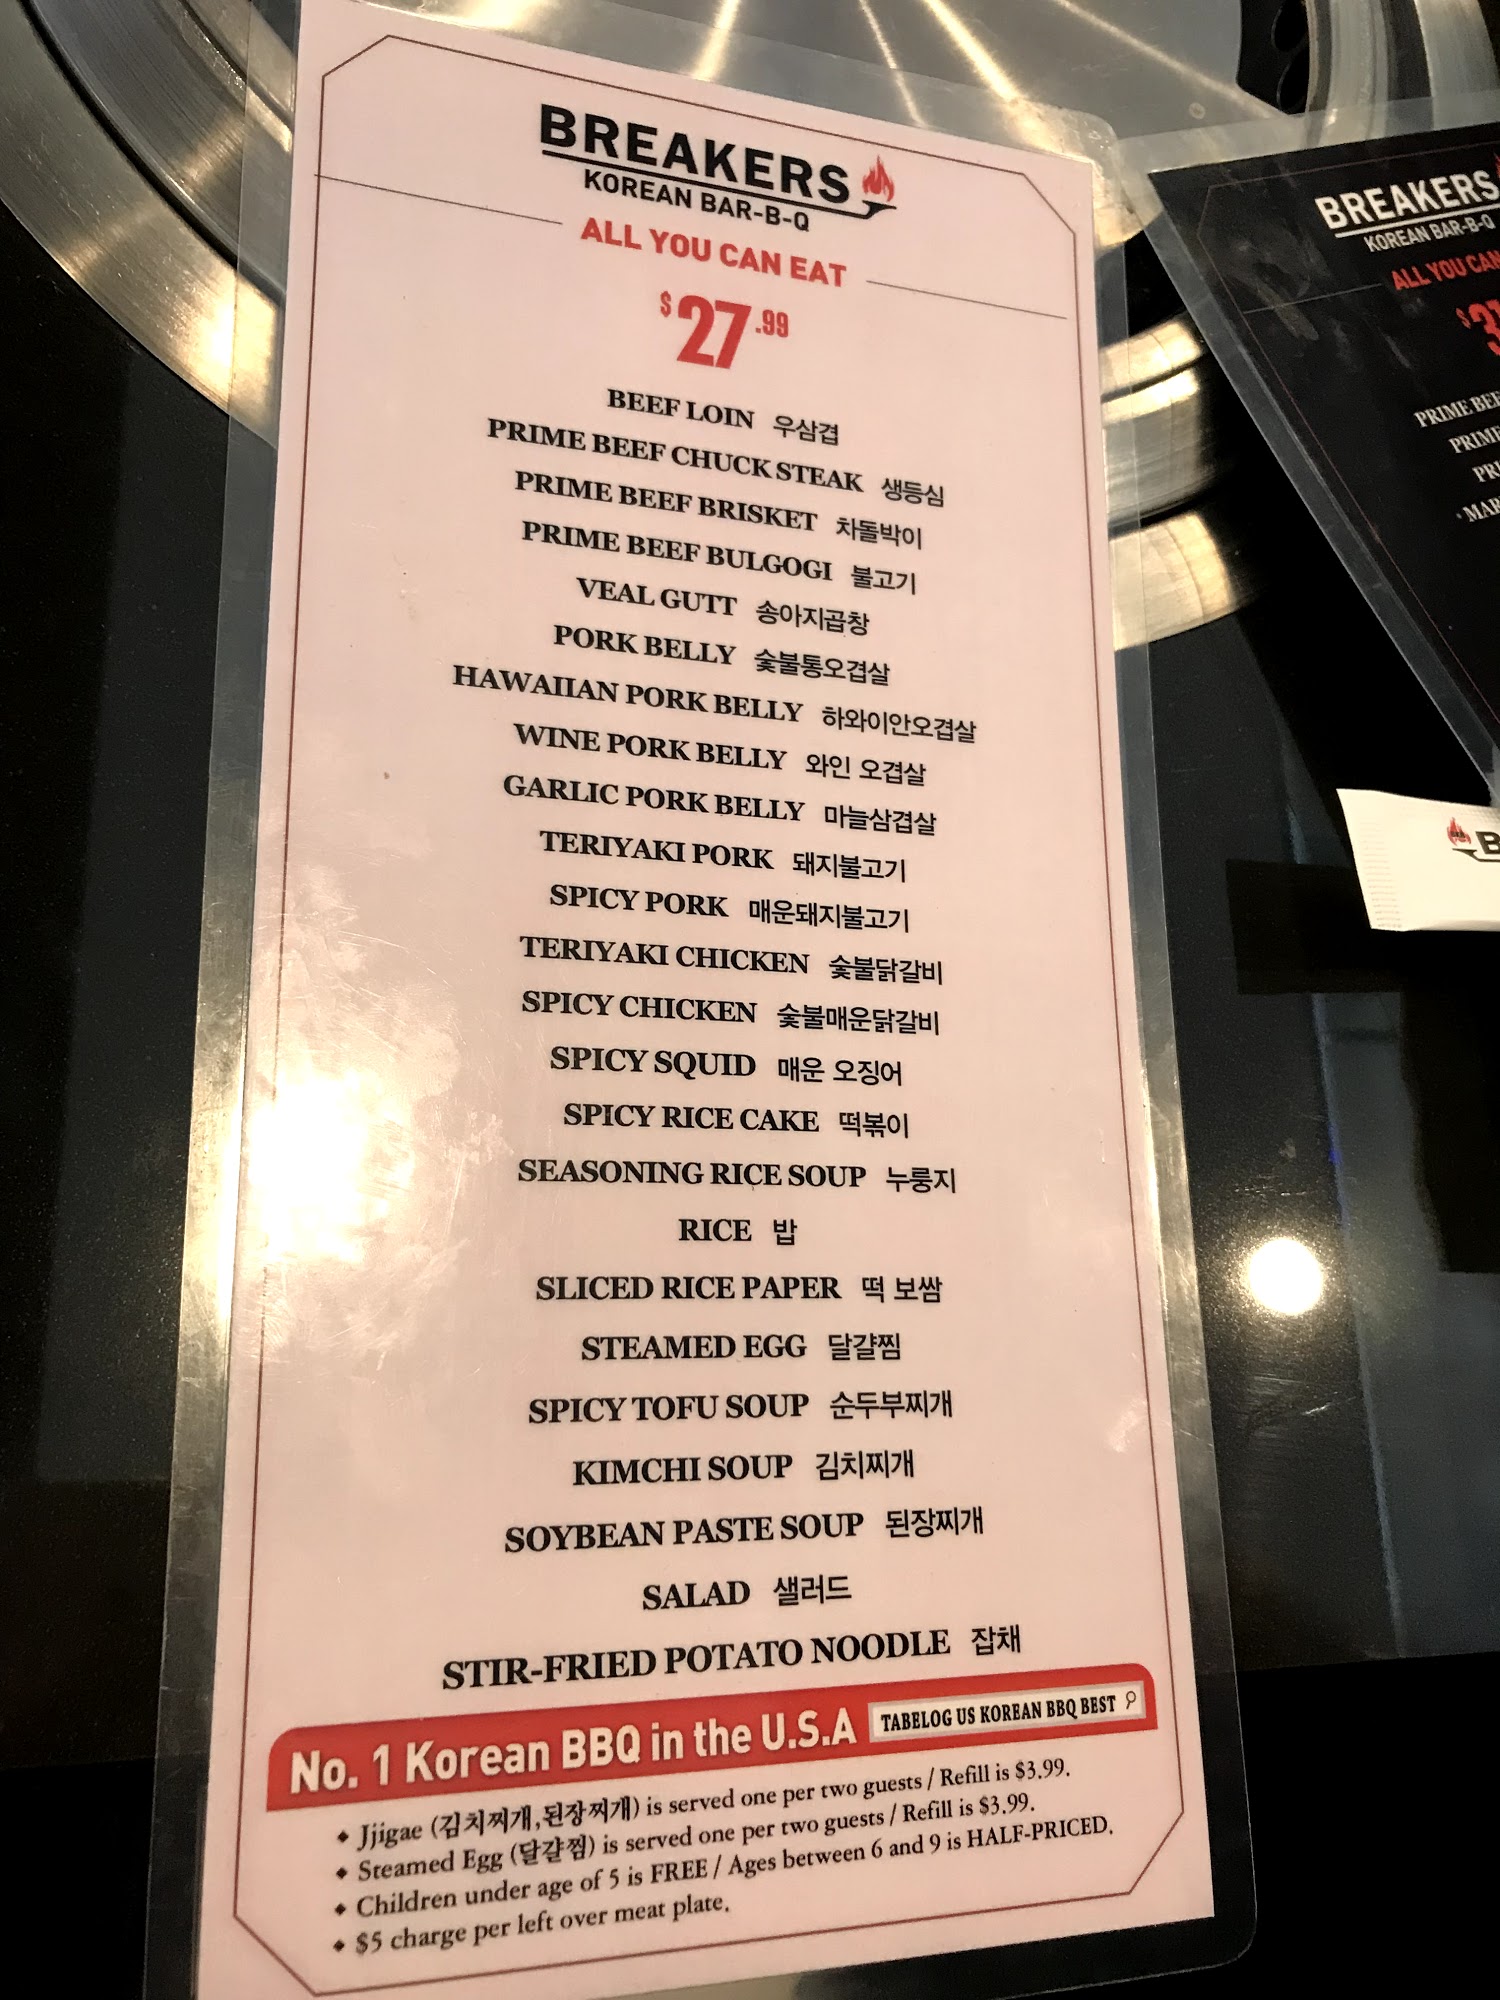 BREAKERS
KOREAN BAR-B-Q
ALL YOU CAN EAT
$27.99
BEEF LOIN 우삼겹
PRIME BEEF CHUCK STEAK 생등심
PRIME BEEF BRISKET 차돌박이
PRIME BEEF BULGOGI 불고기
VEAL GUTT 송아지곱창
PORK BELLY 숯불통오겹살
HAWAIIAN PORK BELLY 하와이안오겹살
WINE PORK BELLY 와인 오겹살
GARLIC PORK BELLY 마늘삼겹살
TERIYAKI PORK 돼지불고기
SPICY PORK 매운돼지불고기
TERIYAKI CHICKEN 숯불닭갈비
SPICY CHICKEN 숯불매운닭갈비
SPICY SQUID 매운 오징어
SPICY RICE CAKE 떡볶이
SEASONING RICE SOUP 누룽지
RICE 밥
SLICED RICE PAPER 떡 보쌈
STEAMED EGG 달걀찜
SPICY TOFU SOUP 순두부찌개
KIMCHI SOUP 김치찌개
SOYBEAN PASTE SOUP 된장찌개
SALAD 샐러드
STIR-FRIED POTATO NOODLE 잡채
No. 1 Korean BBQ in the U.S.A TABELOG US KOREAN BBQ BEST
◆ Jjigae (김치찌개,된장찌개) is served one per two guests / Refill is $3.99.
◆ Steamed Egg (달걀찜) is served one per two guests / Refill is $3.99.
◆ Children under age of 5 is FREE / Ages between 6 and 9 is HALF-PRICED.
◆ $5 charge per left over meat plate.
BREAKERS
KOREAN BAR-B-Q
ALL YOU CAN
$3
PRIME BEE
PRIME
PRI
B